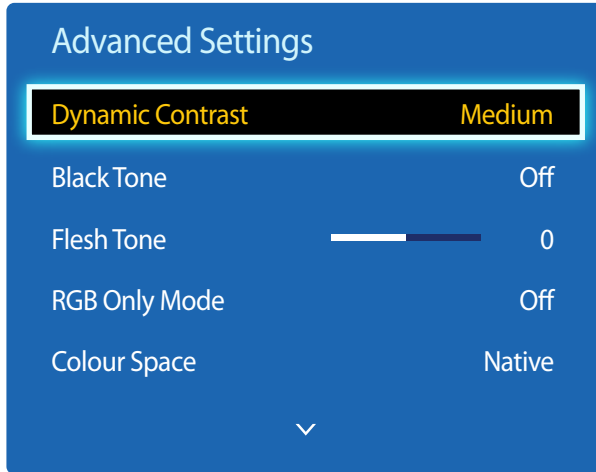 Advanced Settings
Dynamic Contrast Medium
Black Tone Off
Flesh Tone 0
RGB Only Mode Off
Colour Space Native